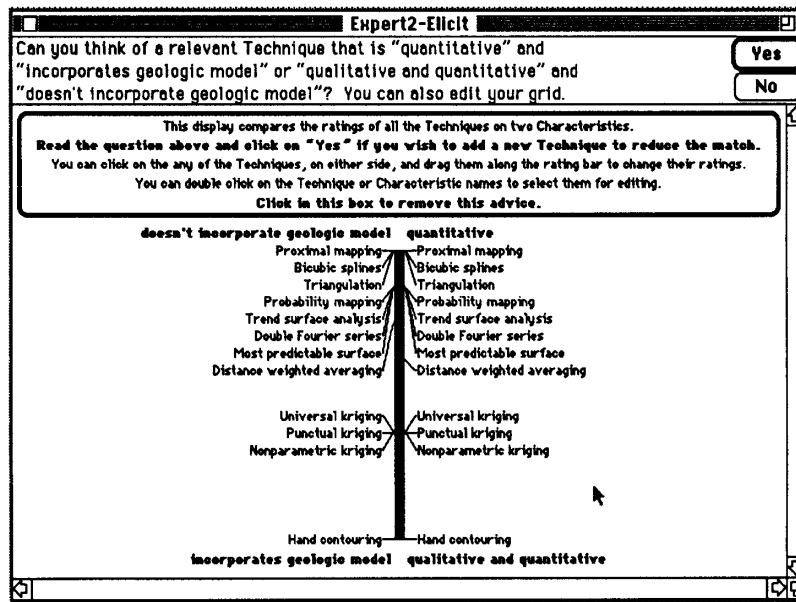 Expert2-Elicit
Can you think of a relevant Technique that is "quantitative" and
"incorporates geologic model" or "qualitative and quantitative" and
"doesn't incorporate geologic model"? You can also edit your grid.
Yes
No
This display compares the ratings of all the Techniques on two Characteristics.
Read the question above and click on "Yes" if you wish to add a new Technique to reduce the match.
You can click on the any of the Techniques, on either side, and drag them along the rating bar to change their ratings.
You can double click on the Technique or Characteristic names to select them for editing.
Click in this box to remove this advice.
doesn't incorporate geologic model quantitative
Proximal mapping Proximal mapping
Bicubic splines Bicubic splines
Triangulation Triangulation
Probability mapping Probability mapping
Trend surface analysis Trend surface analysis
Double Fourier series Double Fourier series
Most predictable surface Most predictable surface
Distance weighted averaging Distance weighted averaging
Universal kriging Universal kriging
Punctual kriging Punctual kriging
Nonparametric kriging Nonparametric kriging
Hand contouring Hand contouring
incorporates geologic model qualitative and quantitative